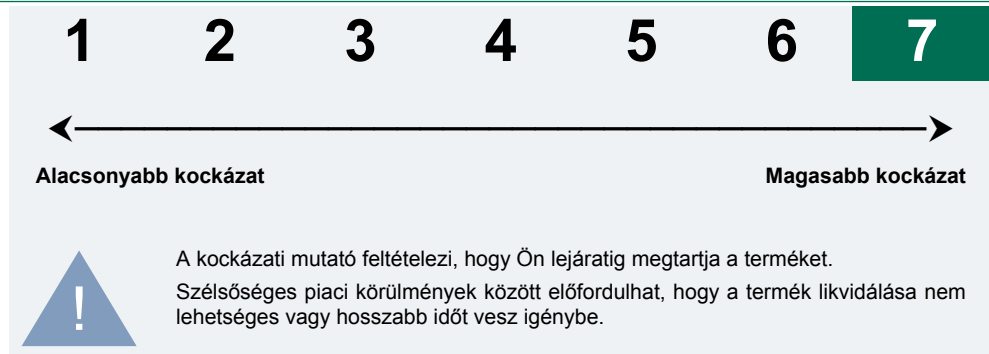 1 2 3 4 5 6 7
Alacsonyabb kockázat Magasabb kockázat
A kockázati mutató feltételezi, hogy Ön lejáratig megtartja a terméket.
Szélsőséges piaci körülmények között előfordulhat, hogy a termék likvidálása nem
lehetséges vagy hosszabb időt vesz igénybe.
!